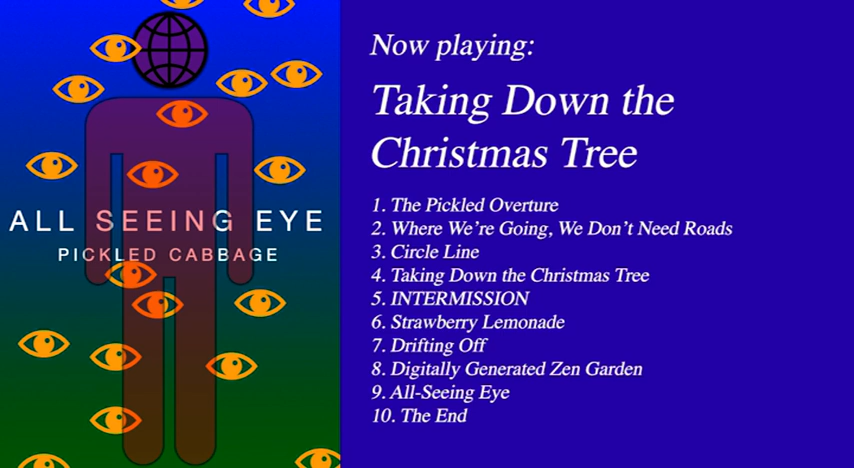 ALL SEEING EYE
PICKLED CABBAGE
Now playing:
Taking Down the
Christmas Tree
1. The Pickled Overture
2. Where We’re Going, We Don’t Need Roads
3. Circle Line
4. Taking Down the Christmas Tree
5. INTERMISSION
6. Strawberry Lemonade
7. Drifting Off
8. Digitally Generated Zen Garden
9. All-Seeing Eye
10. The End